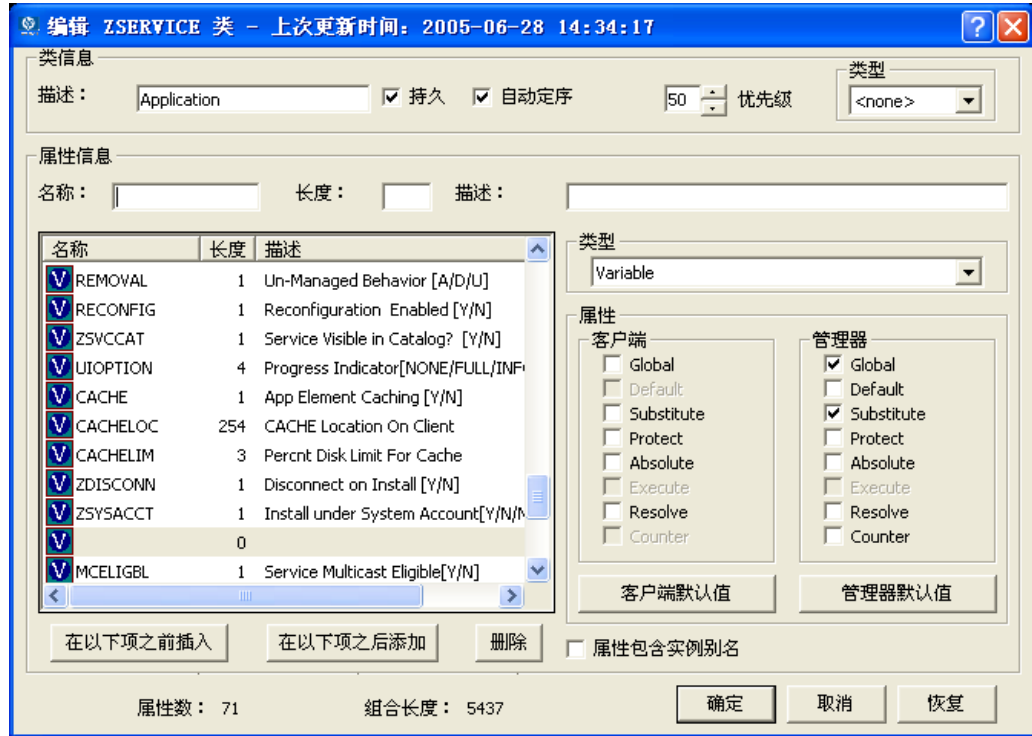 编辑 ZSERVICE 类 - 上次更新时间：2005-06-28 14:34:17
类信息
描述： Application 持久 自动定序 50 优先级 类型 <none>
属性信息
名称： 长度： 描述：
名称 长度 描述
V REMOVAL 1 Un-Managed Behavior [A/D/U]
V RECONFIG 1 Reconfiguration Enabled [Y/N]
V ZSVCCAT 1 Service Visible in Catalog? [Y/N]
V UIOPTION 4 Progress Indicator[NONE/FULL/INF
V CACHE 1 App Element Caching [Y/N]
V CACHELOC 254 CACHE Location On Client
V CACHELIM 3 Percnt Disk Limit For Cache
V ZDISCONN 1 Disconnect on Install [Y/N]
V ZSYSACCT 1 Install under System Account[Y/N/N
V 0
V MCELIGBL 1 Service Multicast Eligible[Y/N]
在以下项之前插入 在以下项之后添加 删除
类型
Variable
属性
客户端
Global
Default
Substitute
Protect
Absolute
Execute
Resolve
Counter
客户端默认值
管理器
Global
Default
Substitute
Protect
Absolute
Execute
Resolve
Counter
管理器默认值
属性包含实例别名
属性数： 71 组合长度： 5437
确定 取消 恢复